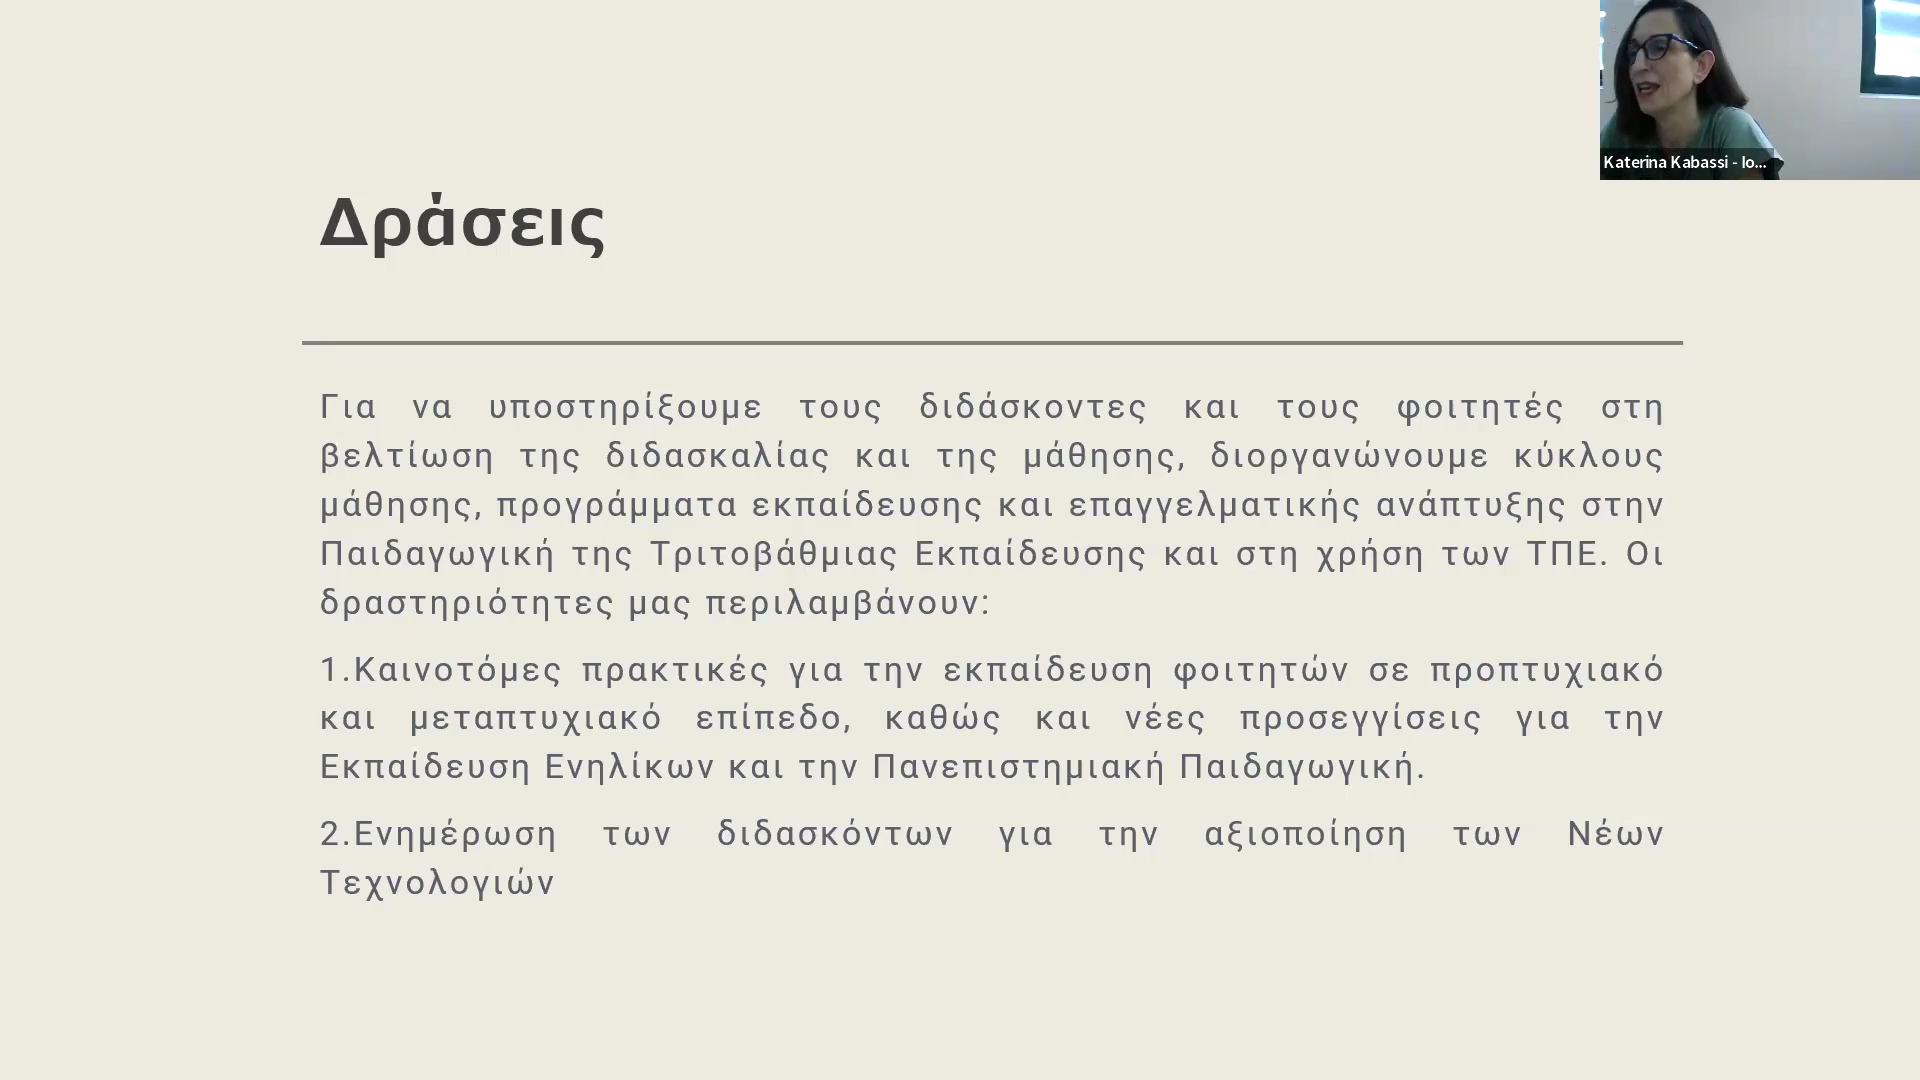 Katerina Kabassi - Io...
Δράσεις
Για να υποστηρίξουμε τους διδάσκοντες και τους φοιτητές στη
βελτίωση της διδασκαλίας και της μάθησης, διοργανώνουμε κύκλους
μάθησης, προγράμματα εκπαίδευσης και επαγγελματικής ανάπτυξης στην
Παιδαγωγική της Τριτοβάθμιας Εκπαίδευσης και στη χρήση των ΤΠΕ. Οι
δραστηριότητες μας περιλαμβάνουν:
1.Καινοτόμες πρακτικές για την εκπαίδευση φοιτητών σε προπτυχιακό
και μεταπτυχιακό επίπεδο, καθώς και νέες προσεγγίσεις για την
Εκπαίδευση Ενηλίκων και την Πανεπιστημιακή Παιδαγωγική.
2.Ενημέρωση των διδασκόντων για την αξιοποίηση των Νέων
Τεχνολογιών